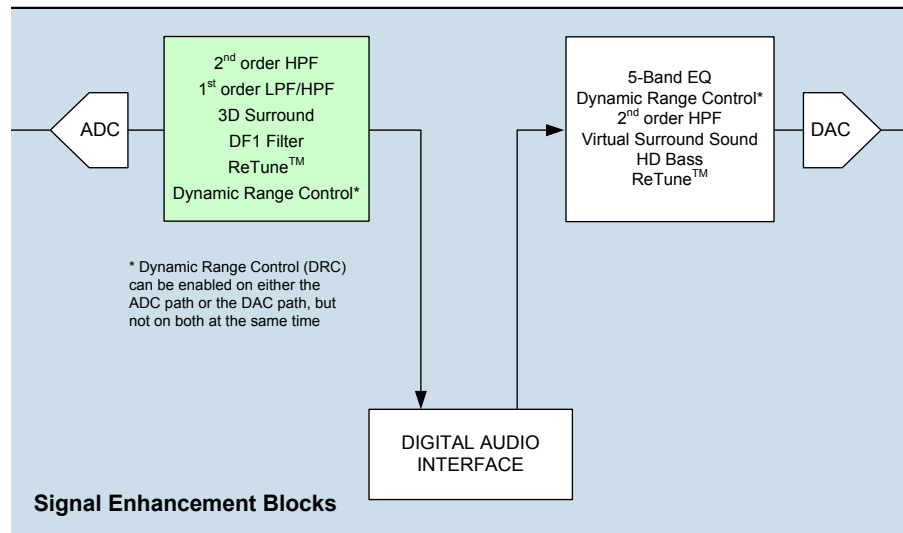 ADC
2nd order HPF
1st order LPF/HPF
3D Surround
DF1 Filter
ReTune™
Dynamic Range Control*
5-Band EQ
Dynamic Range Control*
2nd order HPF
Virtual Surround Sound
HD Bass
ReTune™
DAC
* Dynamic Range Control (DRC)
can be enabled on either the
ADC path or the DAC path, but
not on both at the same time
DIGITAL AUDIO
INTERFACE
Signal Enhancement Blocks